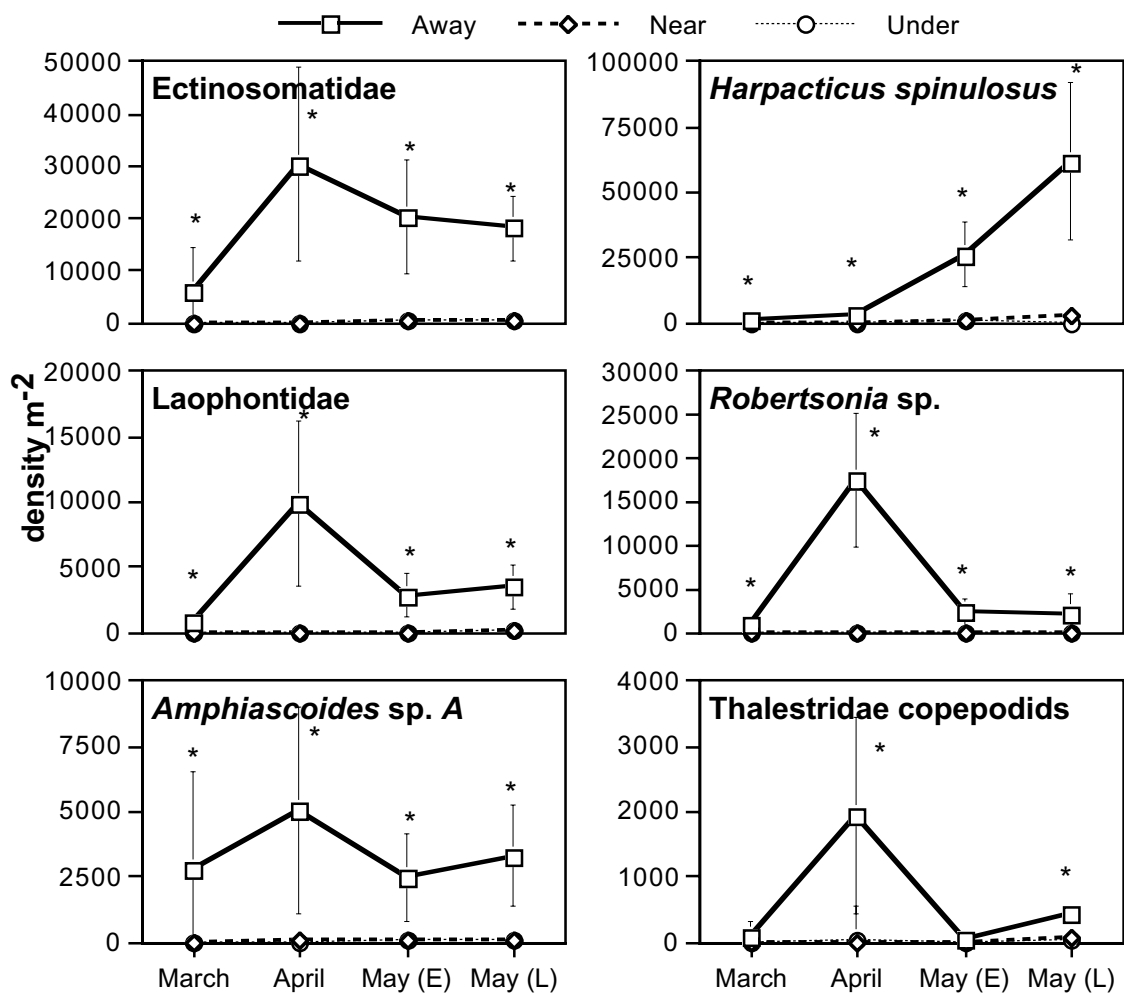 Away Near Under
50000 Ectinosomatidae
40000
30000
20000
10000
0
* * * *
100000 Harpacticus spinulosus
75000
50000
25000
0
* * * *
density m-2
20000 Laophontidae
15000
10000
5000
0
* * * *
30000 Robertsonia sp.
25000
20000
15000
10000
5000
0
* * * *
10000 Amphiascoides sp. A
7500
5000
2500
0
* * * *
March April May (E) May (L)
4000 Thalestridae copepodids
3000
2000
1000
0
* *
March April May (E) May (L)